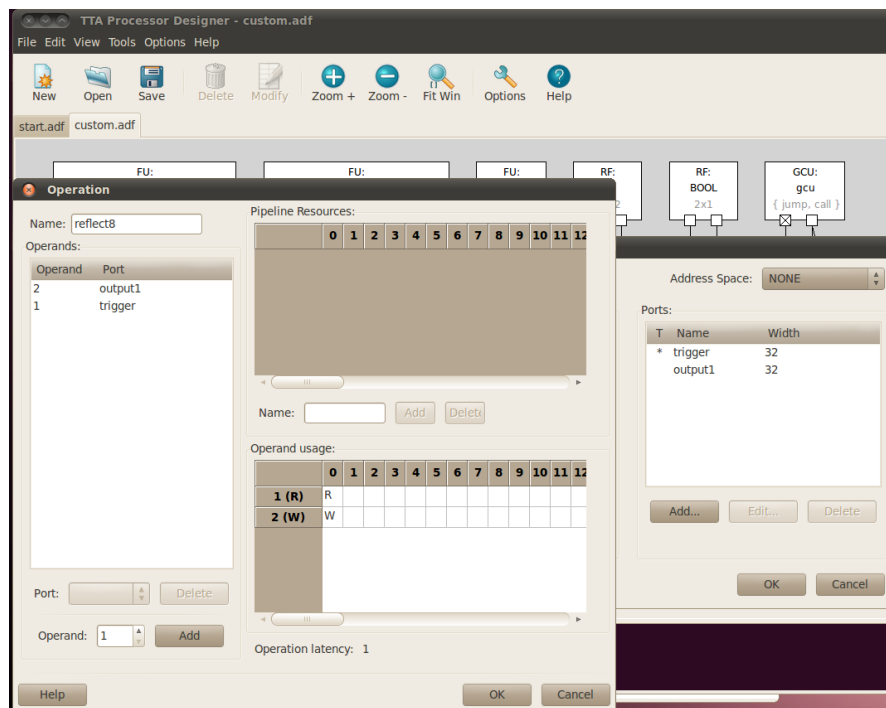 TTA Processor Designer - custom.adf
File Edit View Tools Options Help
New Open Save Delete Modify Zoom + Zoom - Fit Win Options Help
start.adf custom.adf
FU: FU: FU: RF: RF: GCU:
BOOL gcu
2 2x1 { jump, call }
Operation
Name: reflect8
Operands:
Operand Port
2 output1
1 trigger
Port: Delete
Operand: 1 Add
Pipeline Resources:
0 1 2 3 4 5 6 7 8 9 10 11 12
Name: Add Delete
Operand usage:
0 1 2 3 4 5 6 7 8 9 10 11 12
1 (R) R
2 (W) W
Operation latency: 1
Help OK Cancel
Address Space: NONE
Ports:
T Name Width
* trigger 32
output1 32
Add... Edit... Delete
OK Cancel